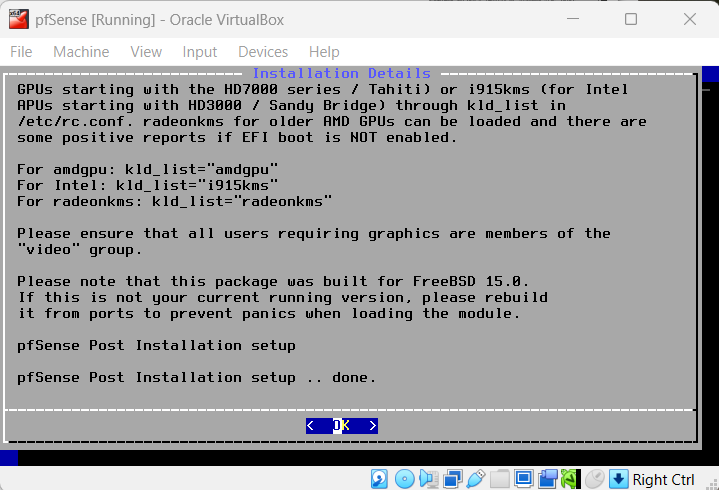 pfSense [Running] - Oracle VirtualBox
File Machine View Input Devices Help
Installation Details
GPUs starting with the HD7000 series / Tahiti) or i915kms (for Intel
APUs starting with HD3000 / Sandy Bridge) through kld_list in
/etc/rc.conf. radeonkms for older AMD GPUs can be loaded and there are
some positive reports if EFI boot is NOT enabled.
For amdgpu: kld_list="amdgpu"
For Intel: kld_list="i915kms"
For radeonkms: kld_list="radeonkms"
Please ensure that all users requiring graphics are members of the
"video" group.
Please note that this package was built for FreeBSD 15.0.
If this is not your current running version, please rebuild
it from ports to prevent panics when loading the module.
pfSense Post Installation setup
pfSense Post Installation setup .. done.
< OK >
Right Ctrl